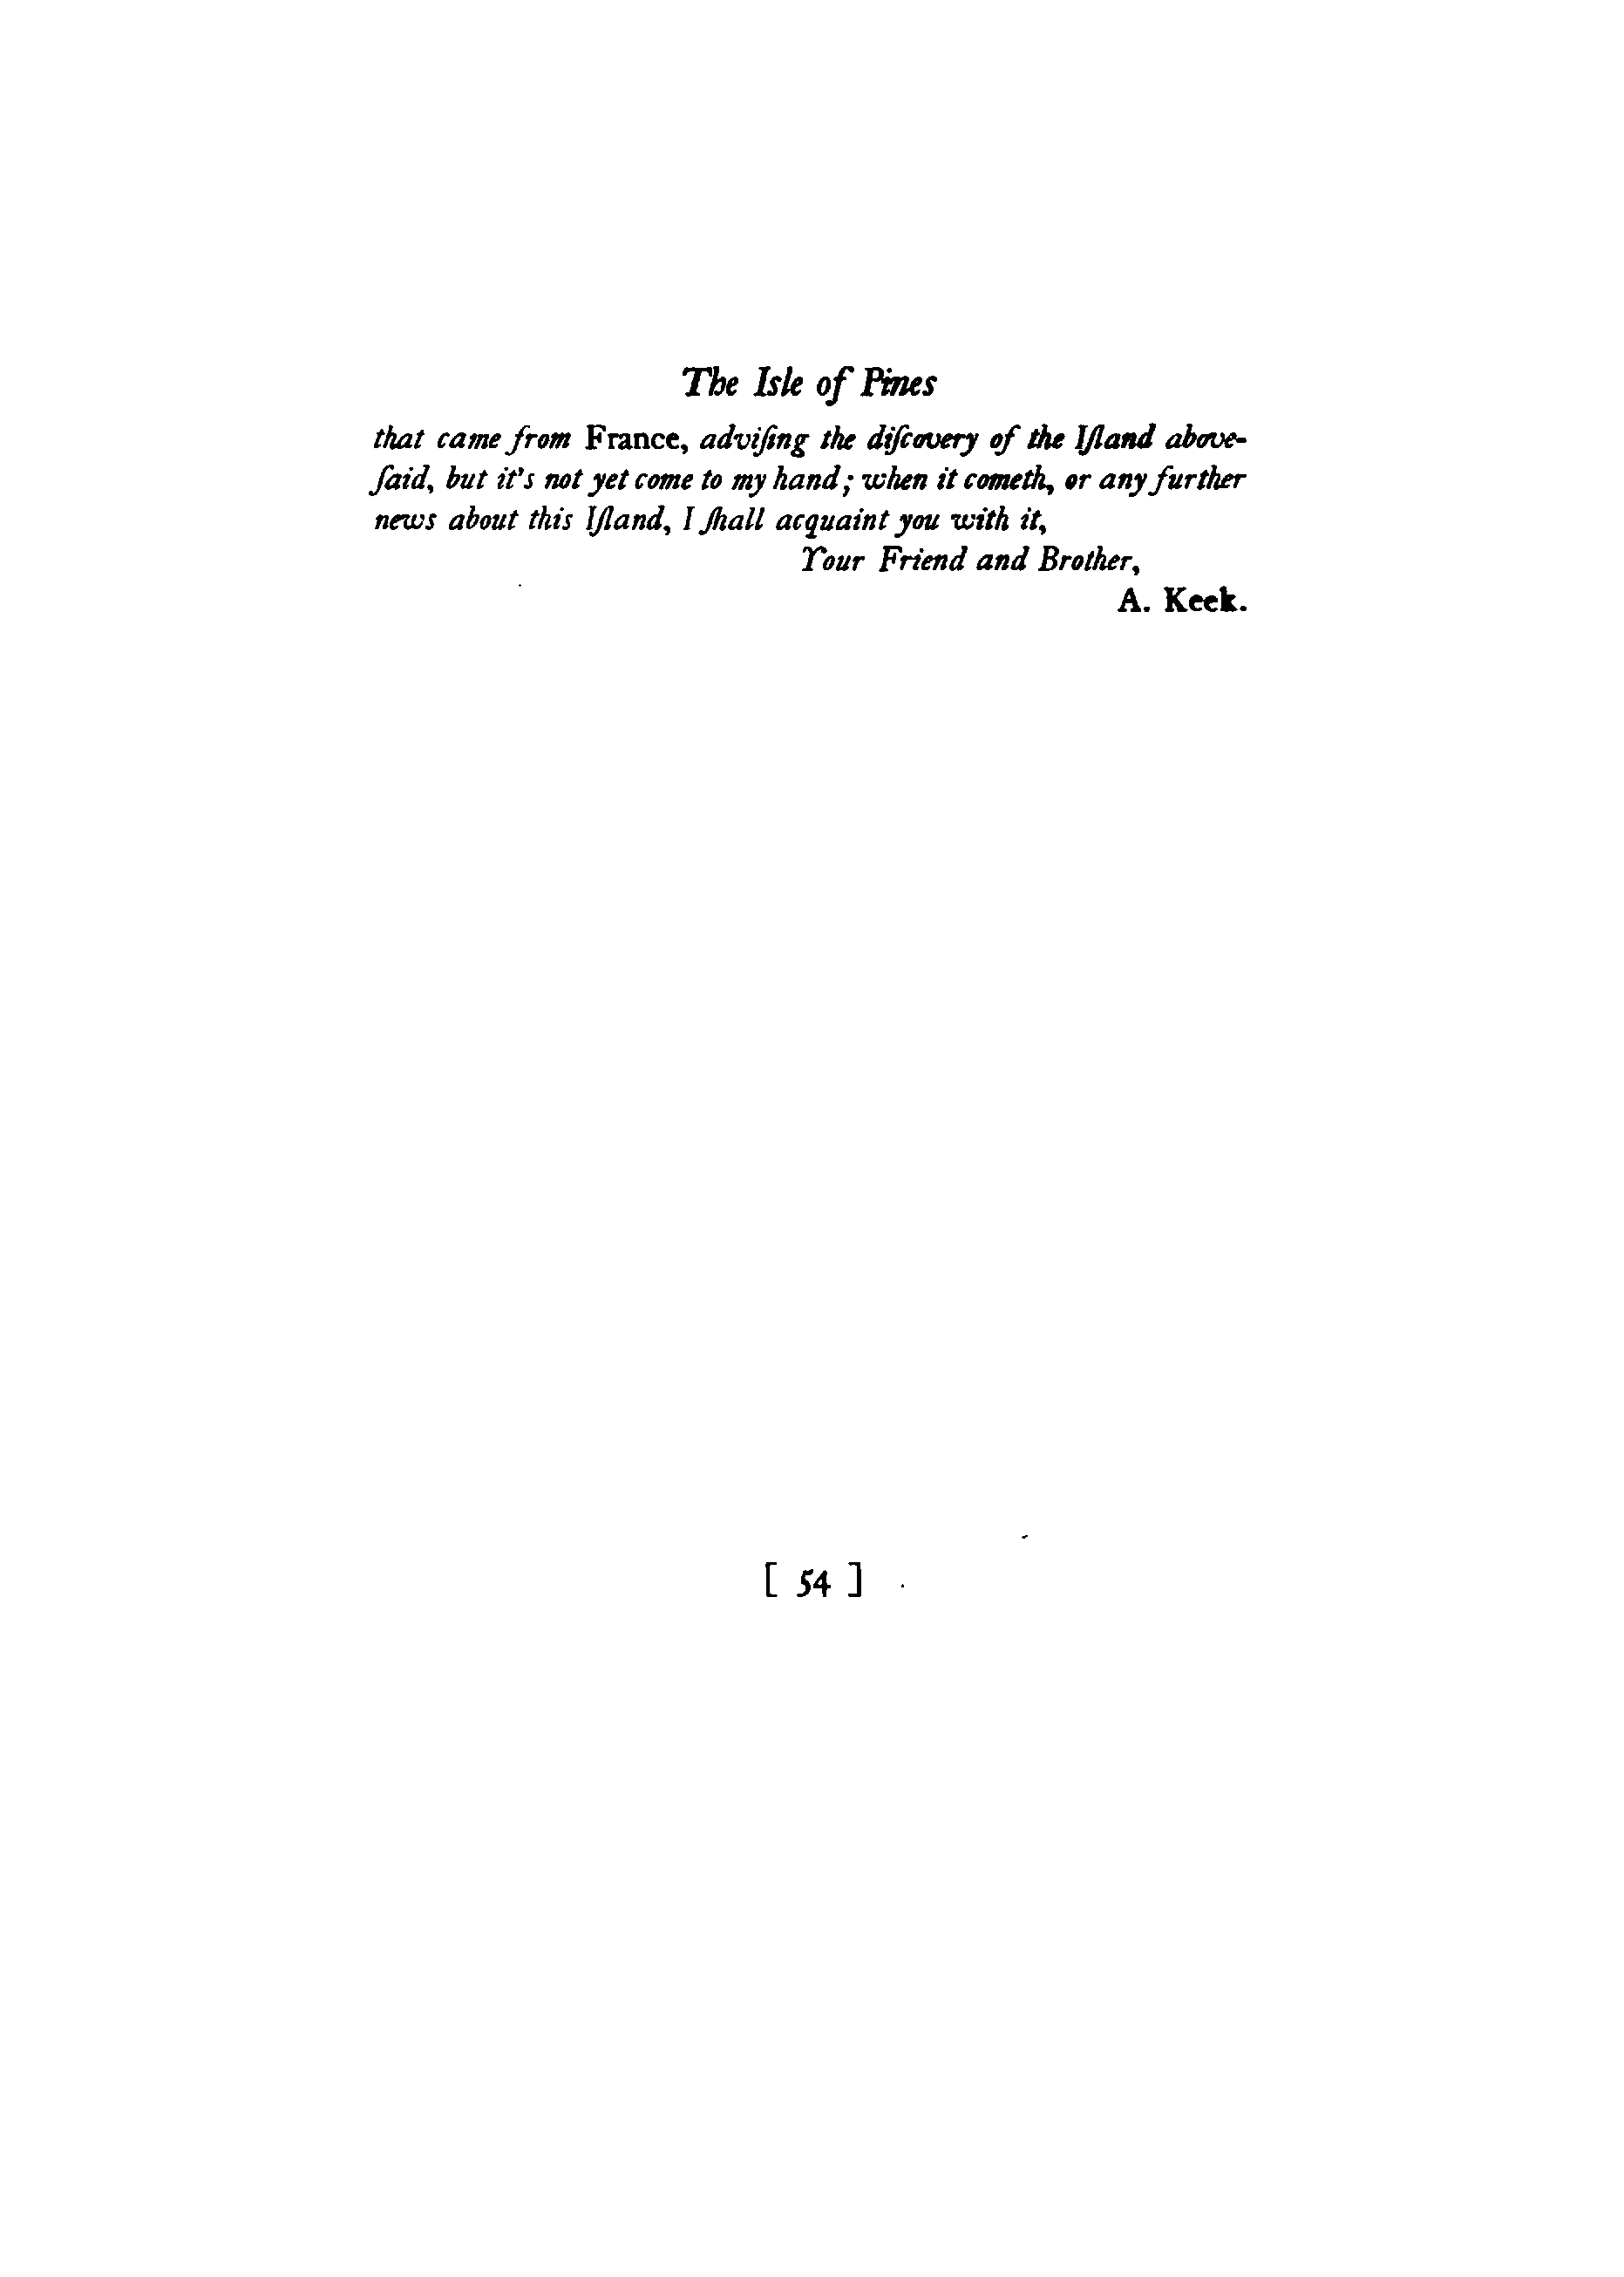 The Isle of Pines
that came from France, adviſing the diſcovery of the Iſland above-
ſaid, but it's not yet come to my hand; when it cometh, or any further
news about this Iſland, I ſhall acquaint you with it,
Your Friend and Brother,
A. Keek.
[ 54 ]